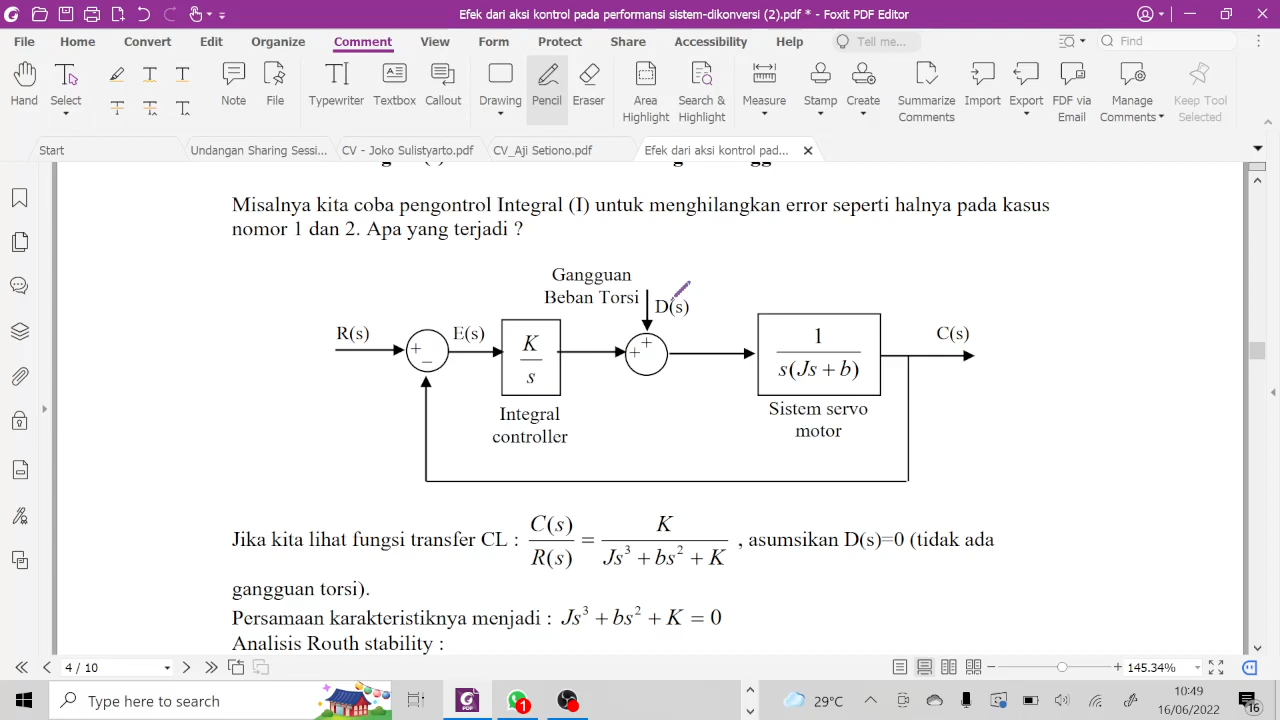 Efek dari aksi kontrol pada performansi sistem-dikonversi (2).pdf * - Foxit PDF Editor
File Home Convert Edit Organize Comment View Form Protect Share Accessibility Help Tell me... Find
Hand Select Note File Typewriter Textbox Callout Drawing Pencil Eraser Area Highlight Search & Highlight Measure Stamp Create Summarize Comments Import Export FDF via Email Manage Comments Keep Tool Selected
Start Undangan Sharing Sessi... CV - Joko Sulistyarto.pdf CV_Aji Setiono.pdf Efek dari aksi kontrol pad...
Misalnya kita coba pengontrol Integral (I) untuk menghilangkan error seperti halnya pada kasus
nomor 1 dan 2. Apa yang terjadi ?
Gangguan
Beban Torsi
D(s)
R(s)
+
−
E(s)
K
s
+
+
1
s(Js + b)
C(s)
Integral
controller
Sistem servo
motor
Jika kita lihat fungsi transfer CL : C(s)/R(s) = K/(Js³ + bs² + K) , asumsikan D(s)=0 (tidak ada
gangguan torsi).
Persamaan karakteristiknya menjadi : Js³ + bs² + K = 0
Analisis Routh stability :
4 / 10
145.34%
Type here to search
PDF
1
29°C
10:49
16/06/2022
16